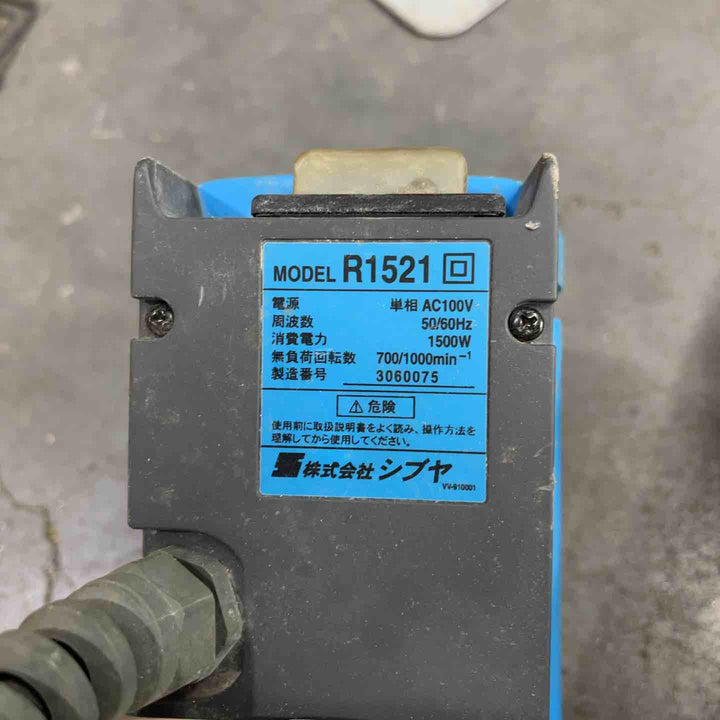 MODEL R1521
電源 単相 AC100V
周波数 50/60Hz
消費電力 1500W
無負荷回転数 700/1000min⁻¹
製造番号 3060075
⚠ 危険
使用前に取扱説明書をよく読み、操作方法を
理解してから使用してください。
株式会社 シブヤ
VV-910001